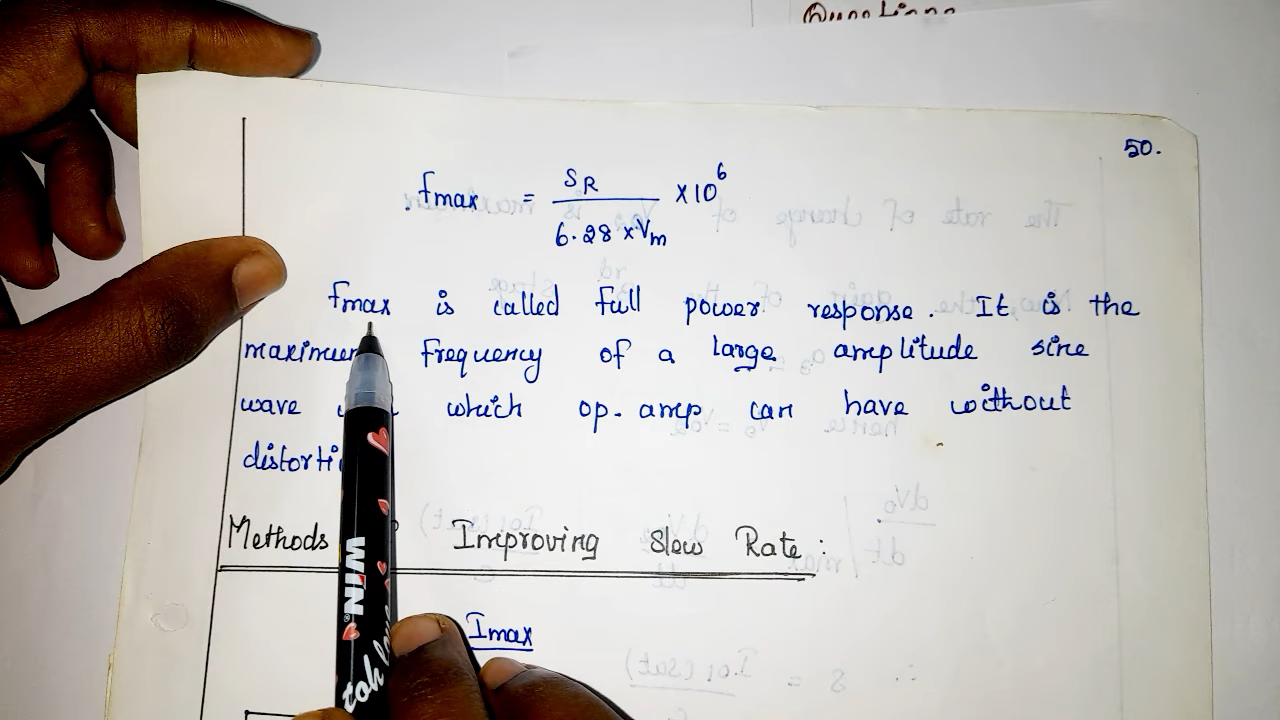 50.
fmax = SR / 6.28 × Vm × 10^6
fmax is called full power response. It is the
maximum frequency of a large amplitude sine
wave which op-amp can have without
distorti
Methods Improving Slew Rate :
Imax
WIN